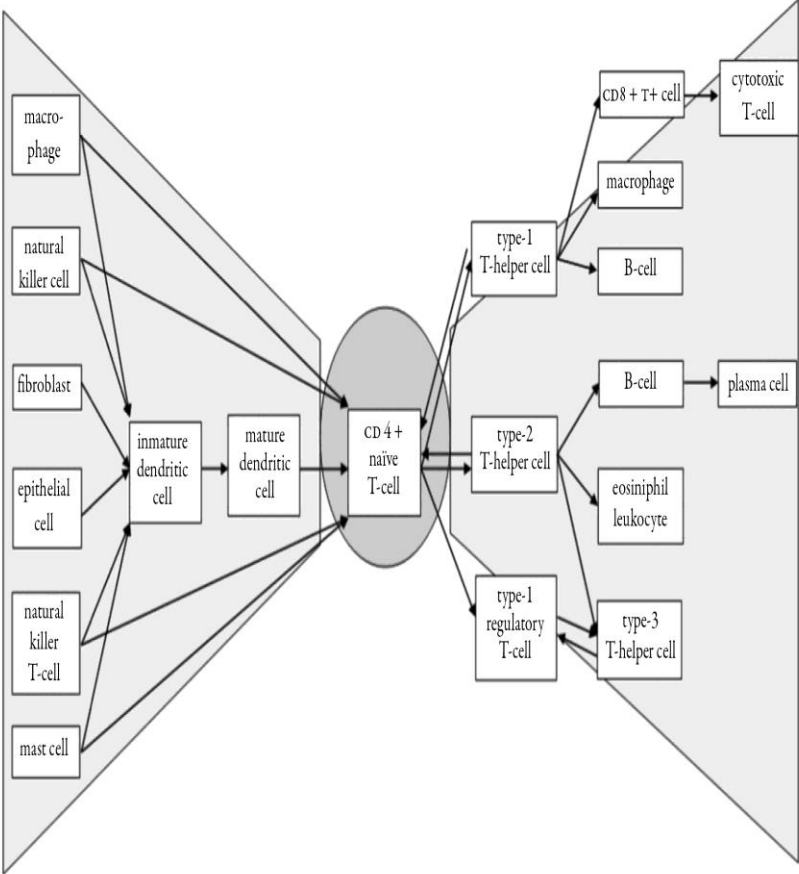 macro-
phage
natural
killer cell
fibroblast
epithelial
cell
natural
killer
T-cell
mast cell
inmature
dendritic
cell
mature
dendritic
cell
CD 4 +
naïve
T-cell
type-1
T-helper cell
type-2
T-helper cell
type-1
regulatory
T-cell
CD8 + T+ cell
cytotoxic
T-cell
macrophage
B-cell
B-cell
plasma cell
eosiniphil
leukocyte
type-3
T-helper cell